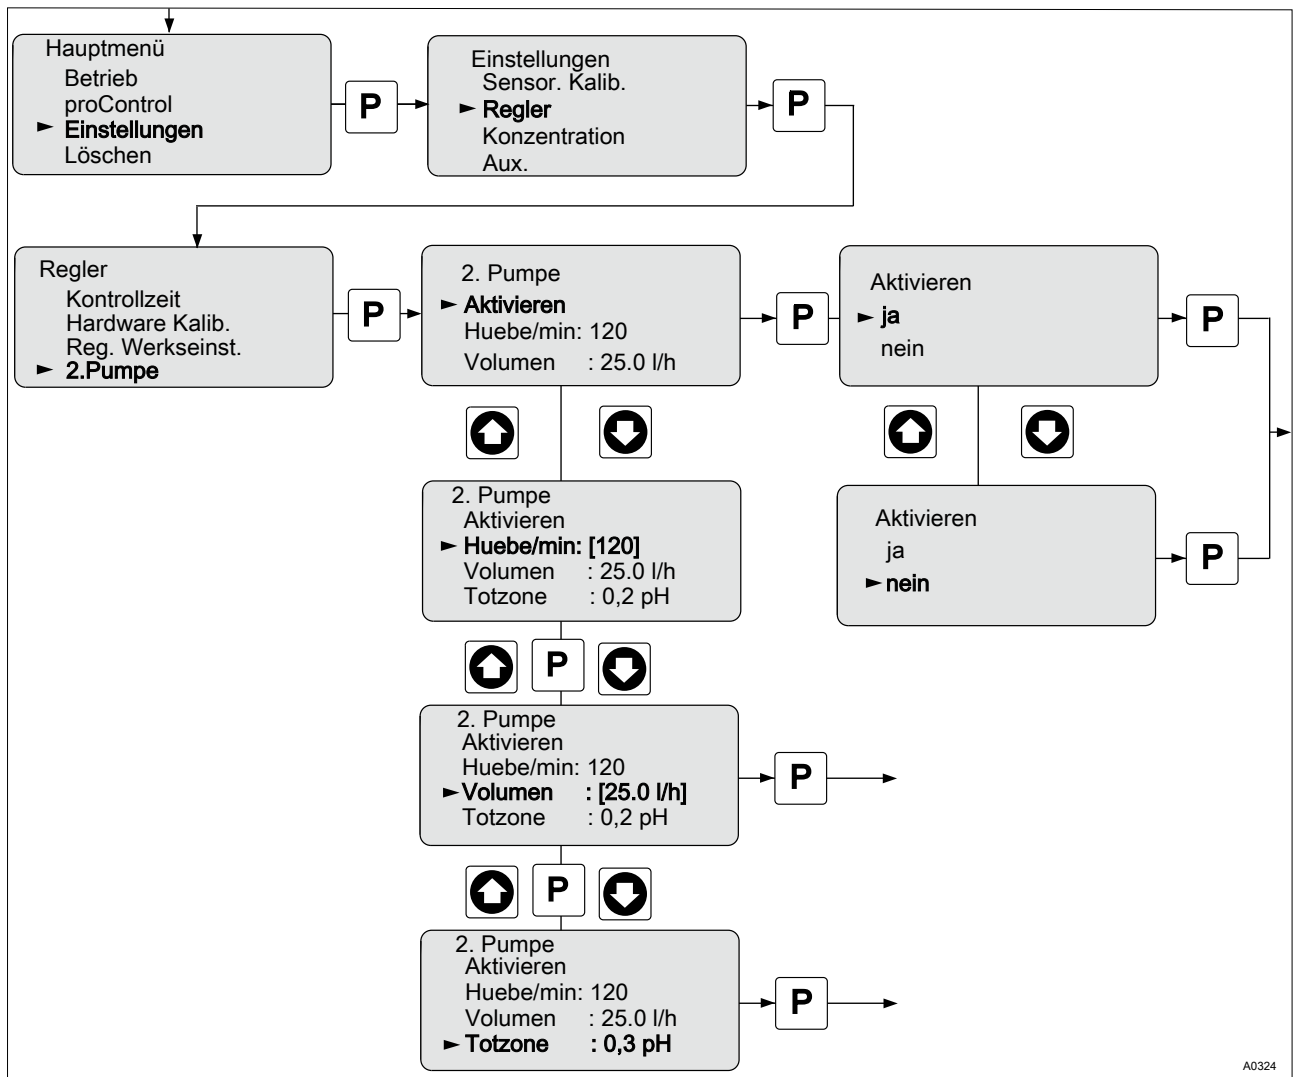 Hauptmenü
Betrieb
proControl
► Einstellungen
Löschen
P
Einstellungen
Sensor. Kalib.
► Regler
Konzentration
Aux.
P
Regler
Kontrollzeit
Hardware Kalib.
Reg. Werkseinst.
► 2.Pumpe
P
2. Pumpe
► Aktivieren
Huebe/min: 120
Volumen : 25.0 l/h
P
Aktivieren
► ja
nein
P
2. Pumpe
Aktivieren
► Huebe/min: [120]
Volumen : 25.0 l/h
Totzone : 0,2 pH
Aktivieren
ja
► nein
P
P
2. Pumpe
Aktivieren
Huebe/min: 120
► Volumen : [25.0 l/h]
Totzone : 0,2 pH
P
P
2. Pumpe
Aktivieren
Huebe/min: 120
Volumen : 25.0 l/h
► Totzone : 0,3 pH
P
A0324